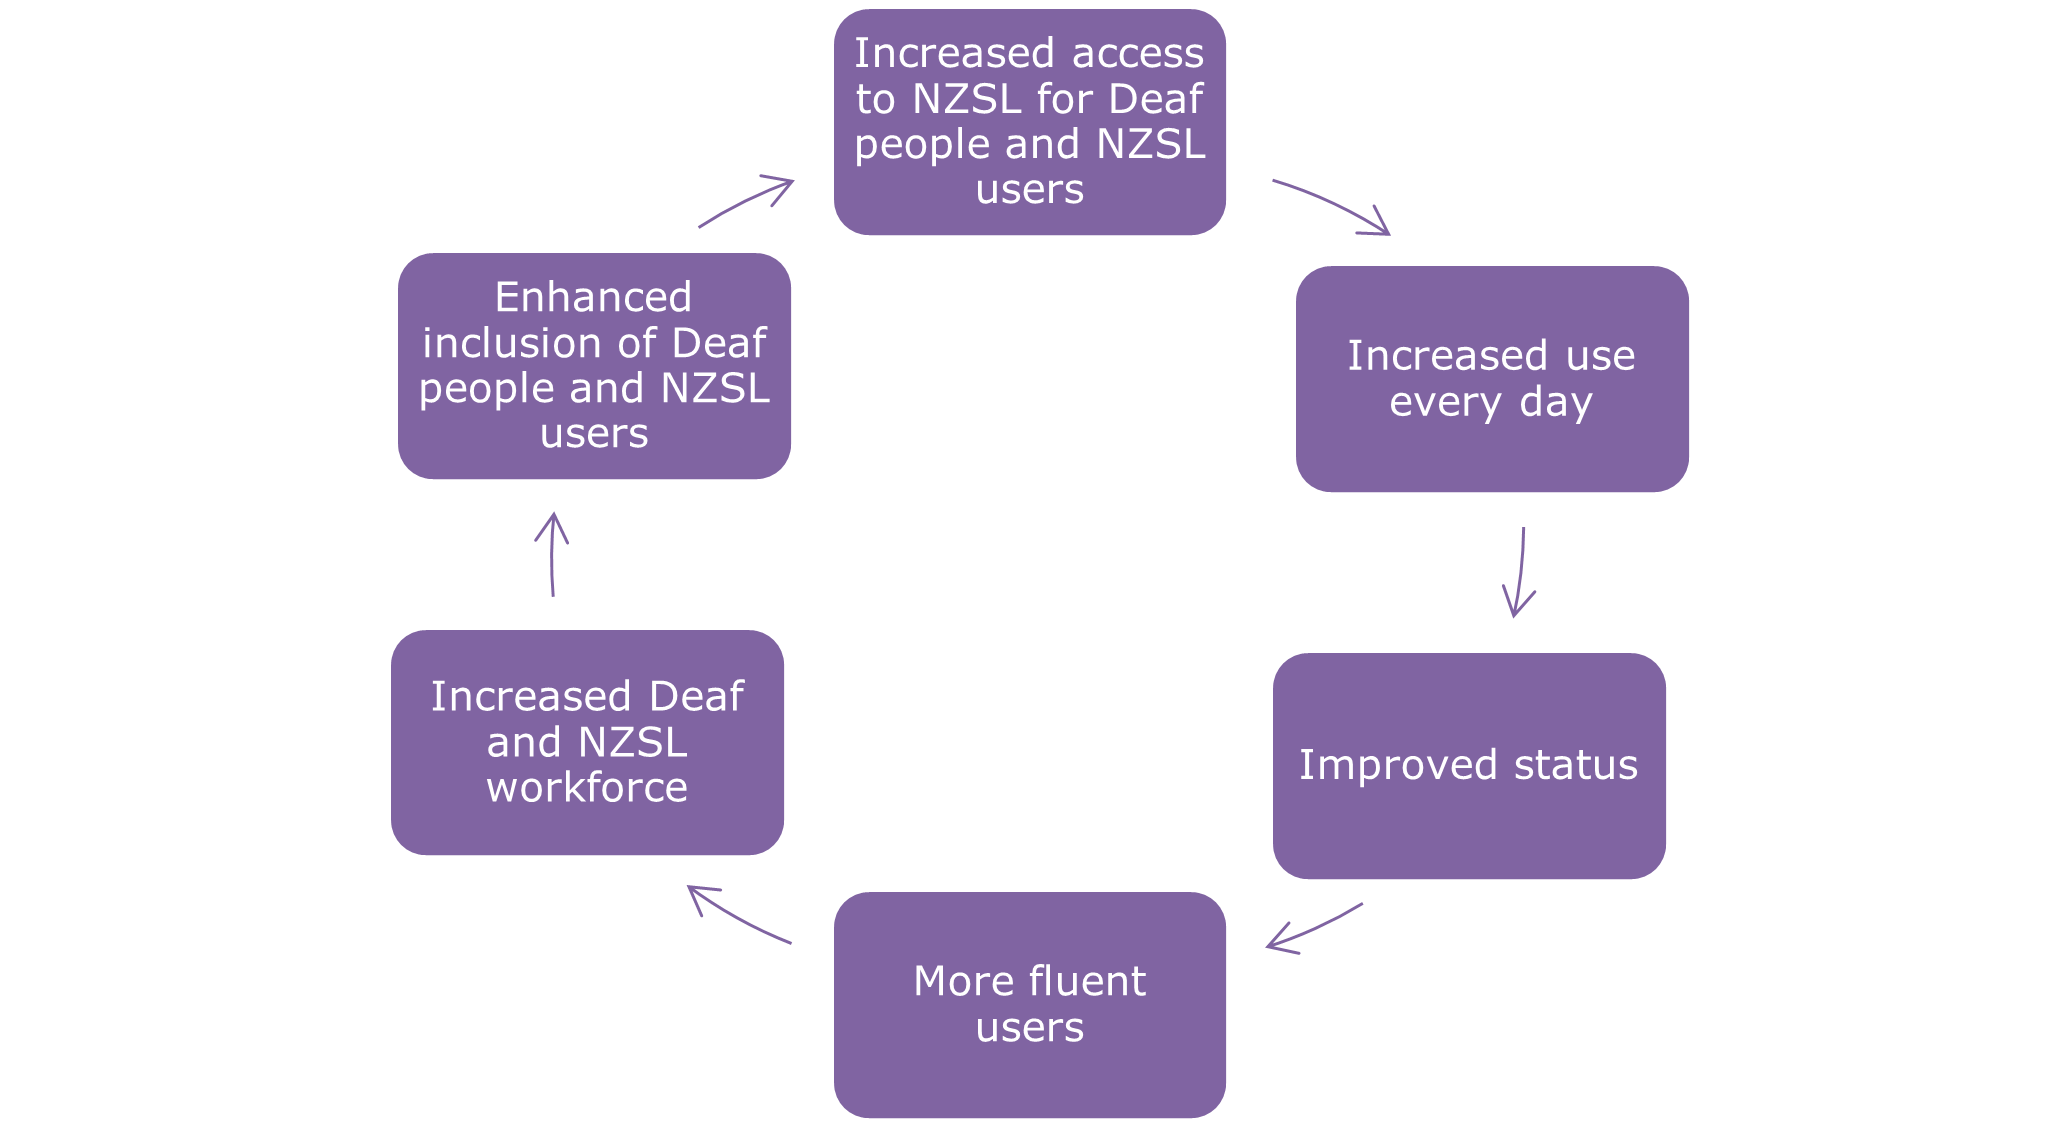 Increased access
to NZSL for Deaf
people and NZSL
users
Increased use
every day
Improved status
More fluent
users
Increased Deaf
and NZSL
workforce
Enhanced
inclusion of Deaf
people and NZSL
users